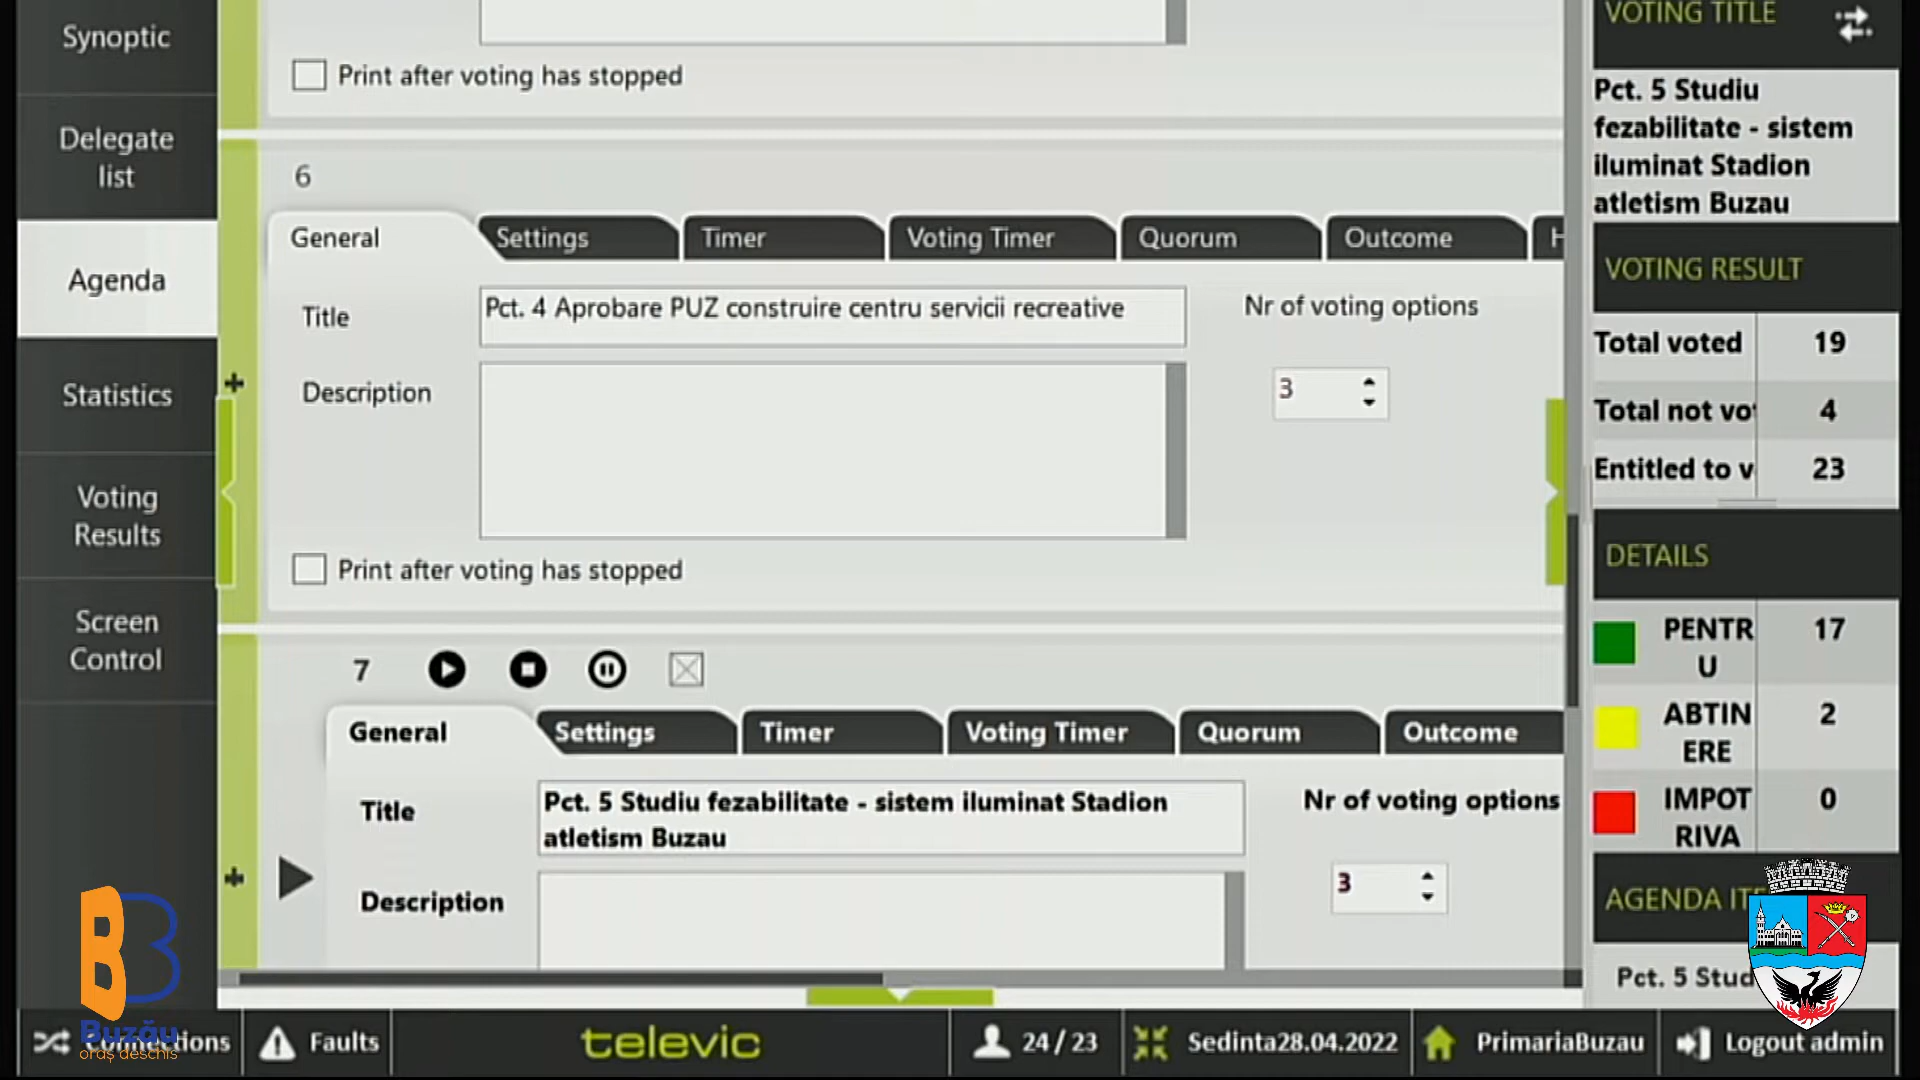 Synoptic
Delegate
list
Agenda
Statistics
Voting
Results
Screen
Control
Print after voting has stopped
6
General
Settings
Timer
Voting Timer
Quorum
Outcome
H
Title
Pct. 4 Aprobare PUZ construire centru servicii recreative
Nr of voting options
Description
3
Print after voting has stopped
7
General
Settings
Timer
Voting Timer
Quorum
Outcome
Title
Pct. 5 Studiu fezabilitate - sistem iluminat Stadion
atletism Buzau
Nr of voting options
Description
3
VOTING TITLE
Pct. 5 Studiu
fezabilitate - sistem
iluminat Stadion
atletism Buzau
VOTING RESULT
Total voted 19
Total not vo 4
Entitled to v 23
DETAILS
PENTR
U
17
ABTIN
ERE
2
IMPOT
RIVA
0
AGENDA IT
Pct. 5 Stud
Buzău
oraș deschis
nnections
Faults
televic
24 / 23
Sedinta28.04.2022
PrimariaBuzau
Logout admin